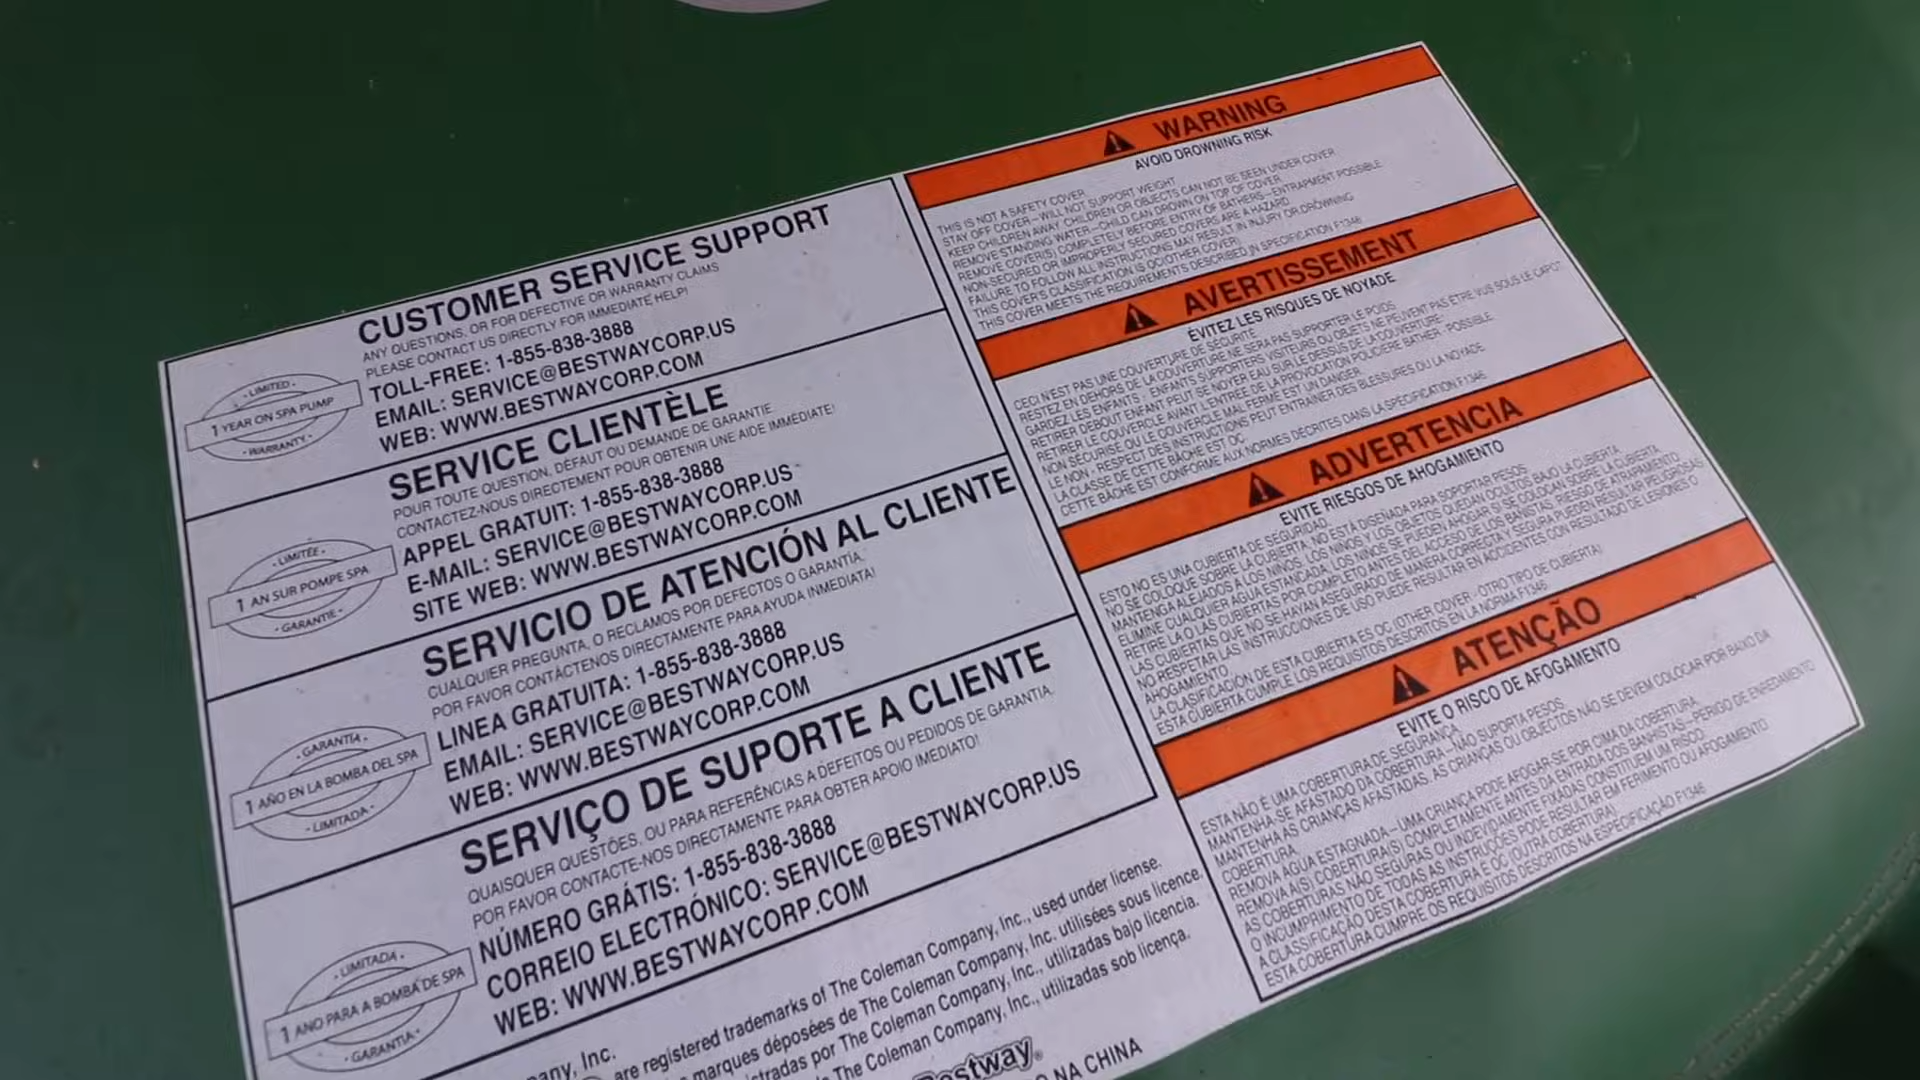 CUSTOMER SERVICE SUPPORT
ANY QUESTIONS, OR FOR DEFECTIVE OR WARRANTY CLAIMS
PLEASE CONTACT US DIRECTLY FOR IMMEDIATE HELP!
TOLL-FREE: 1-855-838-3888
EMAIL: SERVICE@BESTWAYCORP.US
WEB: WWW.BESTWAYCORP.COM
• LIMITED •
1 YEAR ON SPA PUMP
• WARRANTY •
SERVICE CLIENTÈLE
POUR TOUTE QUESTION, DÉFAUT OU DEMANDE DE GARANTIE
CONTACTEZ-NOUS DIRECTEMENT POUR OBTENIR UNE AIDE IMMÉDIATE!
APPEL GRATUIT: 1-855-838-3888
E-MAIL: SERVICE@BESTWAYCORP.US
SITE WEB: WWW.BESTWAYCORP.COM
• LIMITÉE •
1 AN SUR POMPE SPA
• GARANTIE •
SERVICIO DE ATENCIÓN AL CLIENTE
CUALQUIER PREGUNTA, O RECLAMOS POR DEFECTOS O GARANTÍA,
POR FAVOR CONTÁCTENOS DIRECTAMENTE PARA AYUDA INMEDIATA!
LINEA GRATUITA: 1-855-838-3888
EMAIL: SERVICE@BESTWAYCORP.US
WEB: WWW.BESTWAYCORP.COM
• GARANTÍA •
1 AÑO EN LA BOMBA DEL SPA
• LIMITADA •
SERVIÇO DE SUPORTE A CLIENTE
QUAISQUER QUESTÕES, OU PARA REFERÊNCIAS A DEFEITOS OU PEDIDOS DE GARANTIA,
POR FAVOR CONTACTE-NOS DIRECTAMENTE PARA OBTER APOIO IMEDIATO!
NÚMERO GRÁTIS: 1-855-838-3888
CORREIO ELECTRÓNICO: SERVICE@BESTWAYCORP.US
WEB: WWW.BESTWAYCORP.COM
• LIMITADA •
1 ANO PARA A BOMBA DE SPA
• GARANTIA •
are registered trademarks of The Coleman Company, Inc., used under license.
marques déposées de The Coleman Company, Inc. utilisées sous licence.
por The Coleman Company, Inc., utilizadas bajo licencia.
The Coleman Company, Inc., utilizadas sob licença.
Inc.
Bestway®
NA CHINA
WARNING
AVOID DROWNING RISK
THIS IS NOT A SAFETY COVER
STAY OFF COVER—WILL NOT SUPPORT WEIGHT
KEEP CHILDREN AWAY. CHILDREN OR OBJECTS CAN NOT BE SEEN UNDER COVER
REMOVE STANDING WATER—CHILD CAN DROWN ON TOP OF COVER
REMOVE COVER(S) COMPLETELY BEFORE ENTRY OF BATHERS—ENTRAPMENT POSSIBLE
NON-SECURED OR IMPROPERLY SECURED COVERS ARE A HAZARD
FAILURE TO FOLLOW ALL INSTRUCTIONS MAY RESULT IN INJURY OR DROWNING
THIS COVER'S CLASSIFICATION IS OC(OTHER COVER)
THIS COVER MEETS THE REQUIREMENTS DESCRIBED IN SPECIFICATION F1346
AVERTISSEMENT
ÉVITEZ LES RISQUES DE NOYADE
CECI N'EST PAS UNE COUVERTURE DE SÉCURITÉ
RESTEZ EN DEHORS DE LA COUVERTURE NE SERA PAS SUPPORTER LE POIDS
GARDEZ LES ENFANTS - ENFANTS SUPPORTERS VISITEURS OU OBJETS NE PEUVENT PAS ETRE VUS SOUS LE CAPOT
RETIRER DEBOUT ENFANT PEUT SE NOYER EAU SUR LE DESSUS DE LA COUVERTURE
RETIRER LE COUVERCLE AVANT L'ENTRÉE DE LA PROVOCATION POLICIÈRE BATHER - POSSIBLE
NON SECURISÉ OU LE COUVERCLE MAL FERMÉ EST UN DANGER
LE NON - RESPECT DES INSTRUCTIONS PEUT ENTRAINER DES BLESSURES OU LA NOYADE
LA CLASSE DE CETTE BÂCHE EST OC
CETTE BÂCHE EST CONFORME AUX NORMES DÉCRITES DANS LA SPÉCIFICATION F1346
ADVERTENCIA
EVITE RIESGOS DE AHOGAMIENTO
ESTO NO ES UNA CUBIERTA DE SEGURIDAD.
NO SE COLOQUE SOBRE LA CUBIERTA, NO ESTÁ DISEÑADA PARA SOPORTAR PESOS
MANTENGA ALEJADOS A LOS NIÑOS, LOS NIÑOS Y LOS OBJETOS QUEDAN OCULTOS BAJO LA CUBIERTA
ELIMINE CUALQUIER AGUA ESTANCADA, LOS NIÑOS SE PUEDEN AHOGAR SI SE COLOCAN SOBRE LA CUBIERTA
RETIRE LA O LAS CUBIERTAS POR COMPLETO ANTES DEL ACCESO DE LOS BAÑISTAS, RIESGO DE ATRAPAMIENTO
LAS CUBIERTAS QUE NO SE HAYAN ASEGURADO DE MANERA CORRECTA Y SEGURA PUEDEN RESULTAR PELIGROSAS
NO RESPETAR LAS INSTRUCCIONES DE USO PUEDE RESULTAR EN ACCIDENTES CON RESULTADO DE LESIONES O
AHOGAMIENTO
LA CLASIFICACIÓN DE ESTA CUBIERTA ES OC (OTHER COVER - OTRO TIPO DE CUBIERTA)
ESTA CUBIERTA CUMPLE LOS REQUISITOS DESCRITOS EN LA NORMA F1346
ATENÇÃO
EVITE O RISCO DE AFOGAMENTO
ESTA NÃO É UMA COBERTURA DE SEGURANÇA
MANTENHA-SE AFASTADO DA COBERTURA—NÃO SUPORTA PESOS
MANTENHA AS CRIANÇAS AFASTADAS. AS CRIANÇAS OU OBJECTOS NÃO SE DEVEM COLOCAR POR BAIXO DA
COBERTURA
REMOVA ÁGUA ESTAGNADA—UMA CRIANÇA PODE AFOGAR-SE POR CIMA DA COBERTURA.
REMOVA A(S) COBERTURA(S) COMPLETAMENTE ANTES DA ENTRADA DOS BANHISTAS—PERIGO DE ENREDAMENTO
AS COBERTURAS NÃO SEGURAS OU INDEVIDAMENTE FIXADAS CONSTITUEM UM RISCO
O INCUMPRIMENTO DE TODAS AS INSTRUÇÕES PODE RESULTAR EM FERIMENTO OU AFOGAMENTO
A CLASSIFICAÇÃO DESTA COBERTURA É OC (OUTRA COBERTURA)
ESTA COBERTURA CUMPRE OS REQUISITOS DESCRITOS NA ESPECIFICAÇÃO F1346